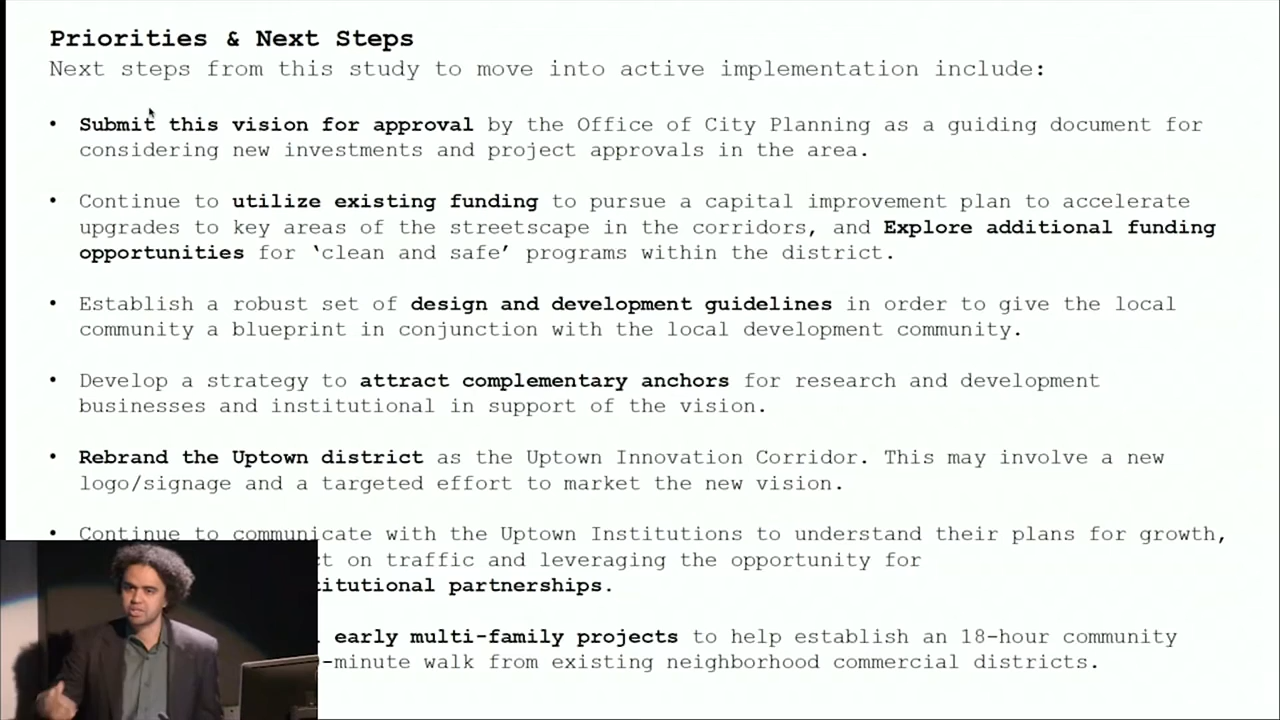 Priorities & Next Steps
Next steps from this study to move into active implementation include:
• Submit this vision for approval by the Office of City Planning as a guiding document for
considering new investments and project approvals in the area.
• Continue to utilize existing funding to pursue a capital improvement plan to accelerate
upgrades to key areas of the streetscape in the corridors, and Explore additional funding
opportunities for ‘clean and safe’ programs within the district.
• Establish a robust set of design and development guidelines in order to give the local
community a blueprint in conjunction with the local development community.
• Develop a strategy to attract complementary anchors for research and development
businesses and institutional in support of the vision.
• Rebrand the Uptown district as the Uptown Innovation Corridor. This may involve a new
logo/signage and a targeted effort to market the new vision.
• Continue to communicate with the Uptown Institutions to understand their plans for growth,
on traffic and leveraging the opportunity for
partnerships.
early multi-family projects to help establish an 18-hour community
-minute walk from existing neighborhood commercial districts.